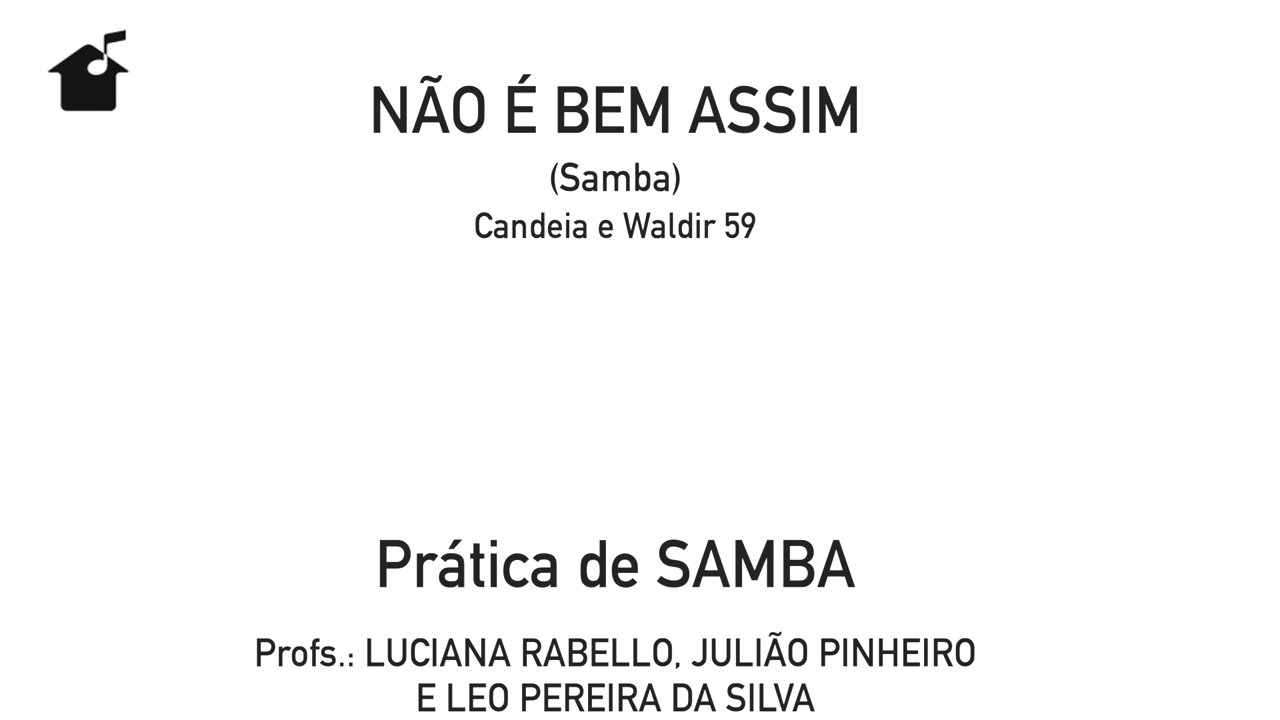 NÃO É BEM ASSIM
(Samba)
Candeia e Waldir 59
Prática de SAMBA
Profs.: LUCIANA RABELLO, JULIÃO PINHEIRO
E LEO PEREIRA DA SILVA